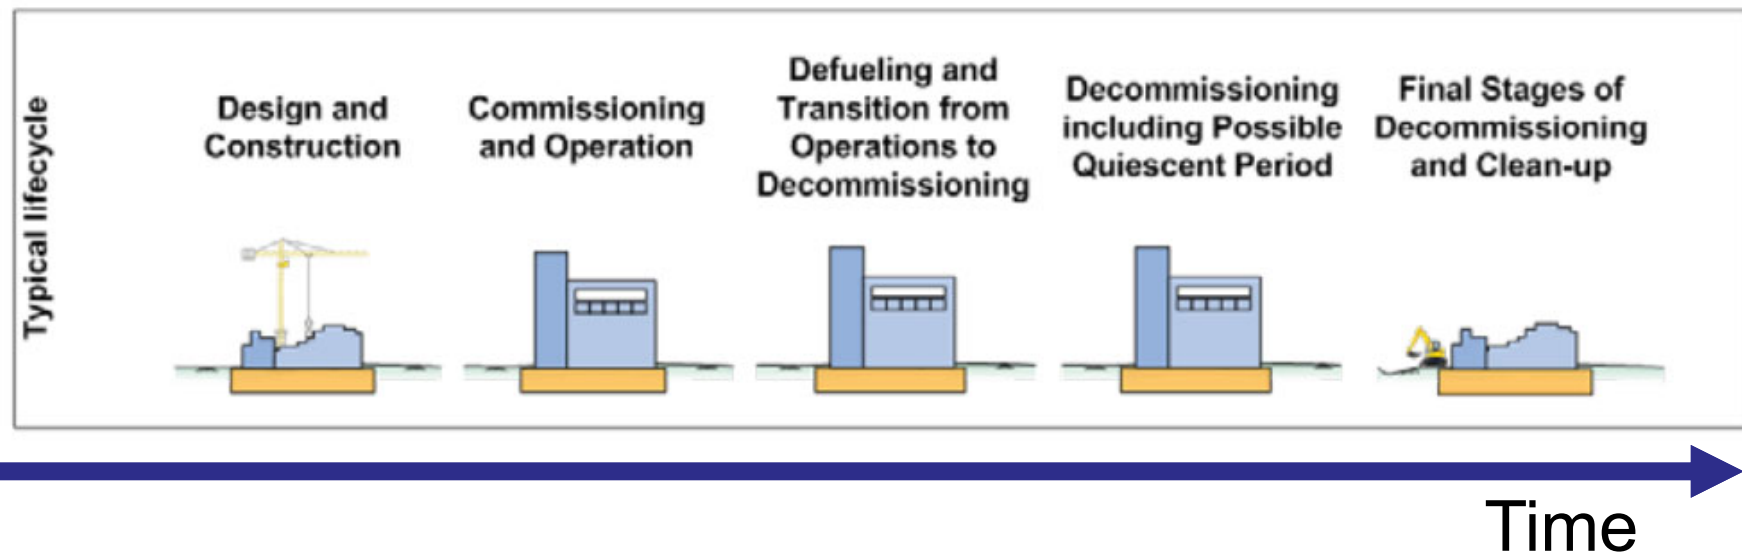 Typical lifecycle
Design and
Construction
Commissioning
and Operation
Defueling and
Transition from
Operations to
Decommissioning
Decommissioning
including Possible
Quiescent Period
Final Stages of
Decommissioning
and Clean-up
Time